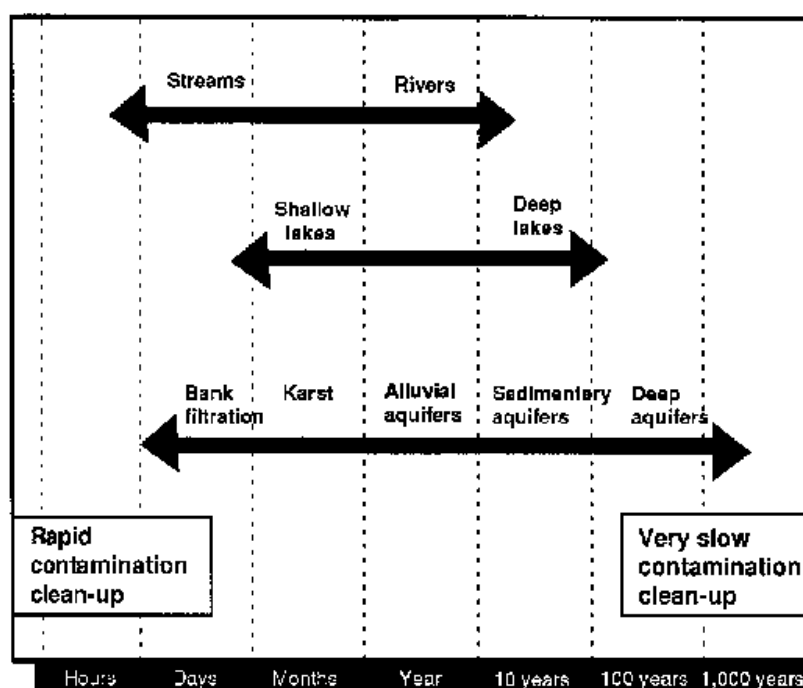 Streams
Rivers
Shallow
lakes
Deep
lakes
Bank
filtration
Karst
Alluvial
aquifers
Sedimentary
aquifers
Deep
aquifers
Rapid
contamination
clean-up
Very slow
contamination
clean-up
Hours Days Months Year 10 years 100 years 1,000 years